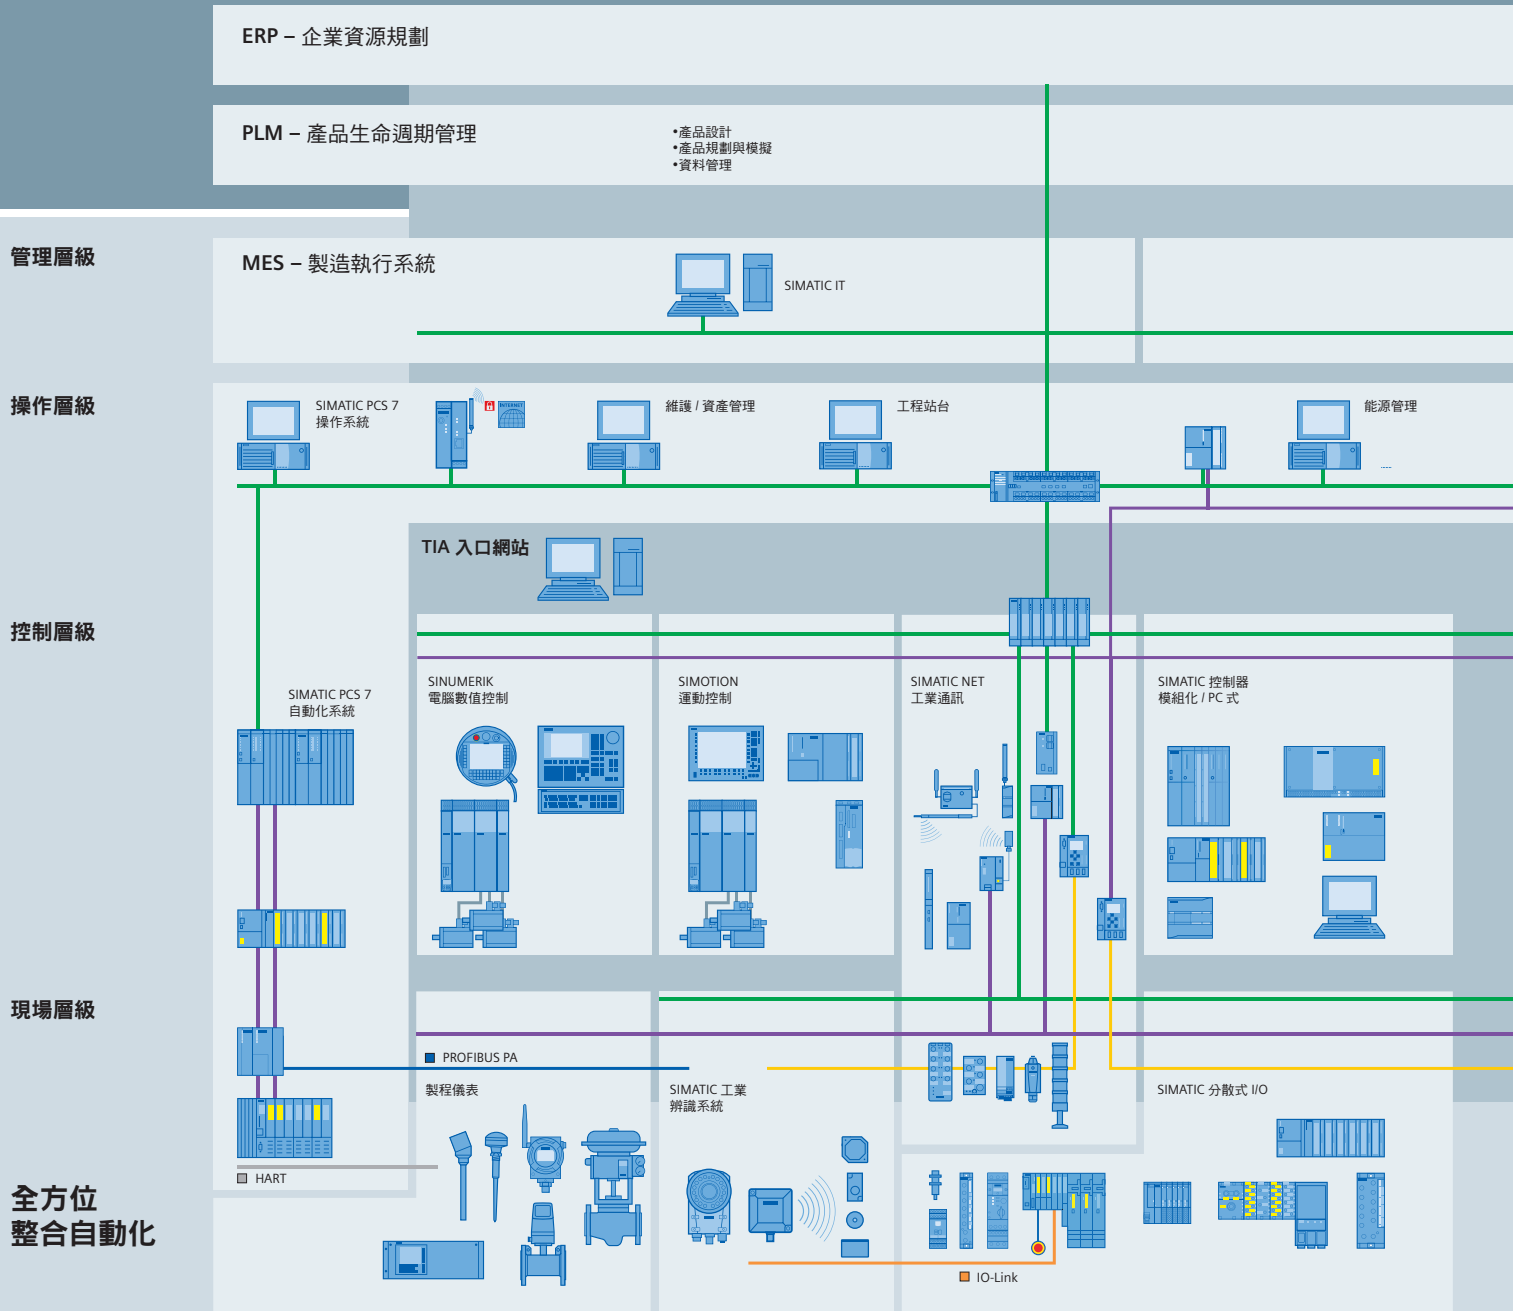 ERP – 企業資源規劃
PLM – 產品生命週期管理
•產品設計
•產品規劃與模擬
•資料管理
管理層級
MES – 製造執行系統
SIMATIC IT
操作層級
SIMATIC PCS 7
操作系統
INTERNET
維護 / 資產管理
工程站台
能源管理
TIA 入口網站
控制層級
SIMATIC PCS 7
自動化系統
SINUMERIK
電腦數值控制
SIMOTION
運動控制
SIMATIC NET
工業通訊
SIMATIC 控制器
模組化 / PC 式
現場層級
PROFIBUS PA
製程儀表
SIMATIC 工業
辨識系統
SIMATIC 分散式 I/O
HART
全方位
整合自動化
IO-Link